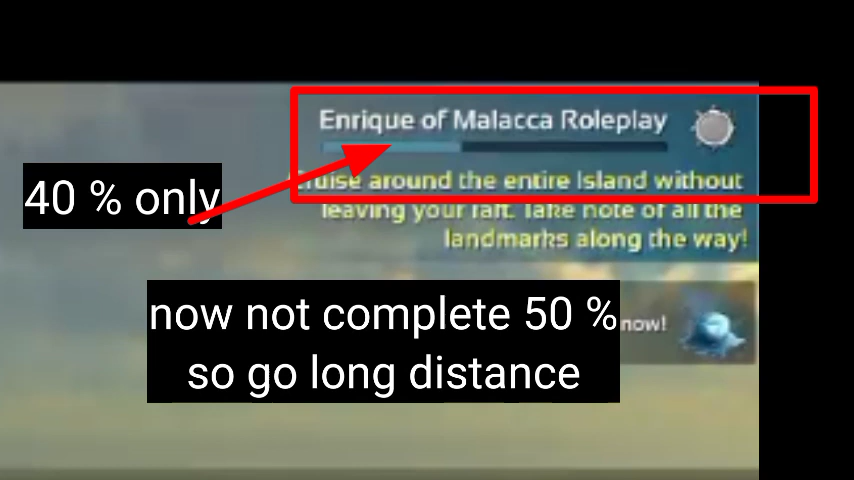 Enrique of Malacca Roleplay
Cruise around the entire Island without
leaving your raft. Take note of all the
landmarks along the way!
40 % only
now not complete 50 %
so go long distance
now!